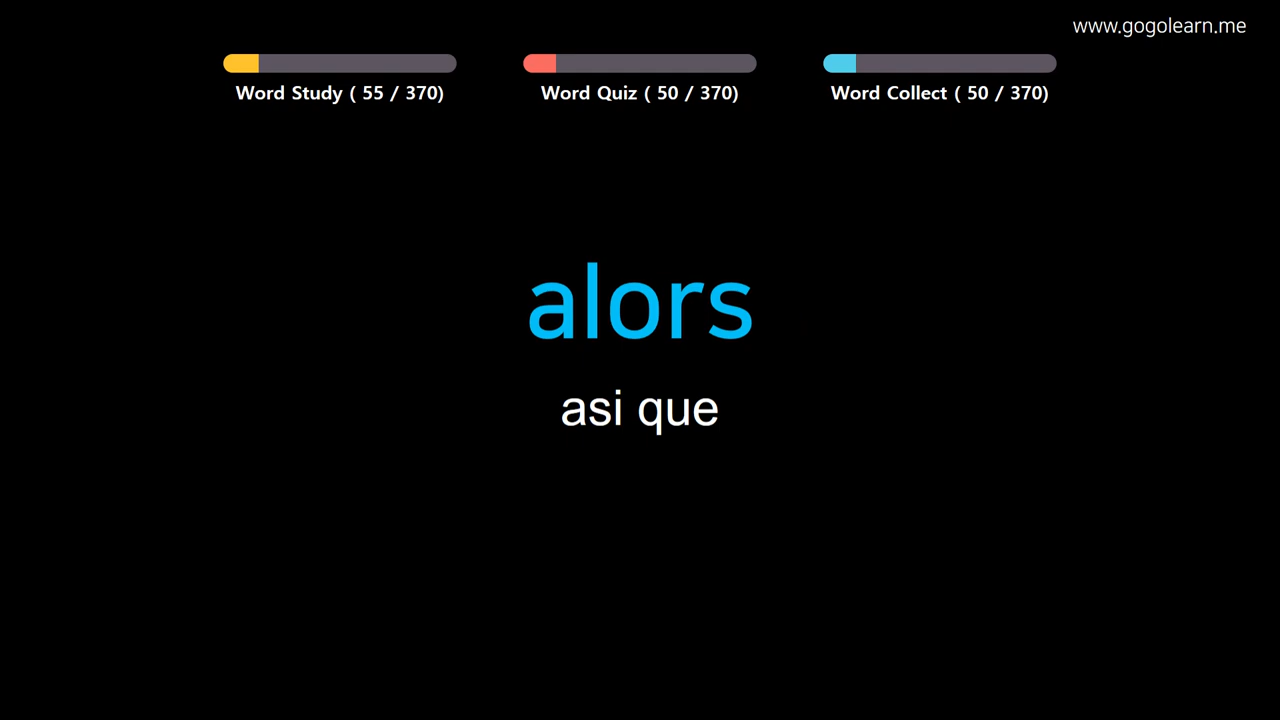 www.gogolearn.me
Word Study ( 55 / 370)
Word Quiz ( 50 / 370)
Word Collect ( 50 / 370)
alors
asi que